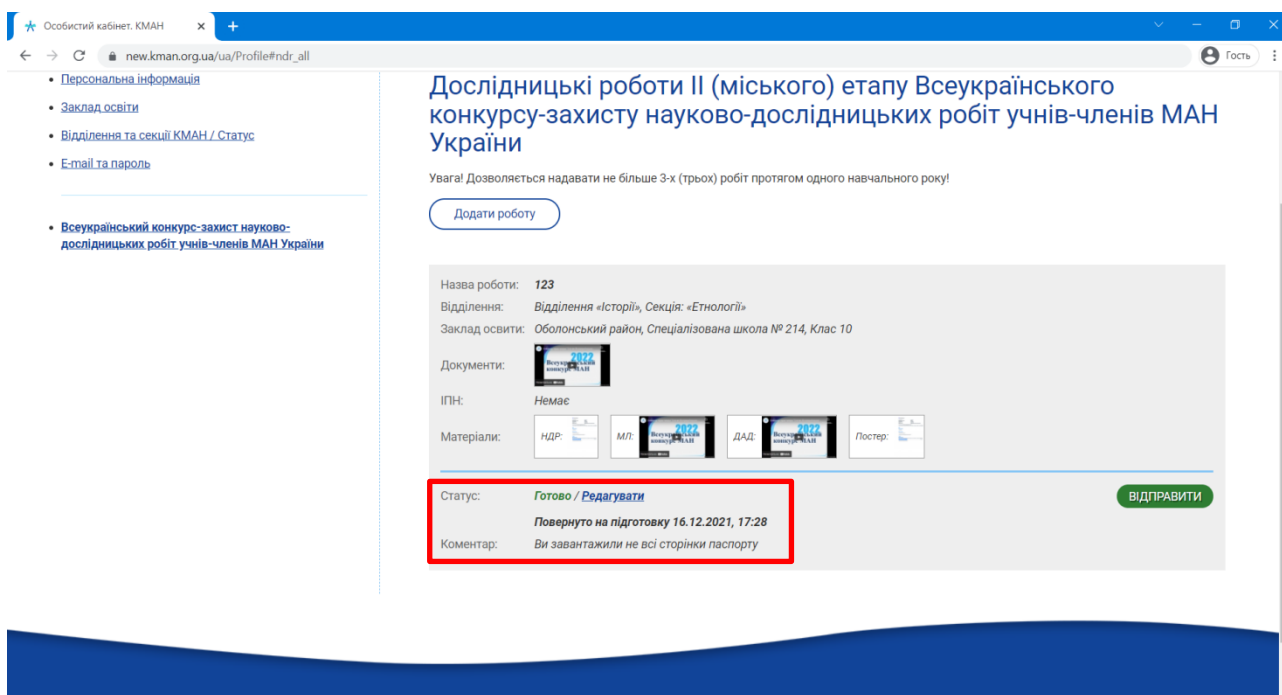 Особистий кабінет. КМАН
new.kman.org.ua/ua/Profile#ndr_all
Гость
Персональна інформація
Заклад освіти
Відділення та секції КМАН / Статус
E-mail та пароль
Всеукраїнський конкурс-захист науково-
дослідницьких робіт учнів-членів МАН України
Дослідницькі роботи II (міського) етапу Всеукраїнського
конкурсу-захисту науково-дослідницьких робіт учнів-членів МАН
України
Увага! Дозволяється надавати не більше 3-х (трьох) робіт протягом одного навчального року!
Додати роботу
Назва роботи: 123
Відділення: Відділення «Історії», Секція: «Етнології»
Заклад освити: Оболонський район, Спеціалізована школа № 214, Клас 10
Документи:
2022
ІПН: Немає
Матеріали: НДР: МЛ: 2022 ДАД: 2022 Постер:
Статус: Готово / Редагувати
ВІДПРАВИТИ
Повернуто на підготовку 16.12.2021, 17:28
Коментар: Ви завантажили не всі сторінки паспорту